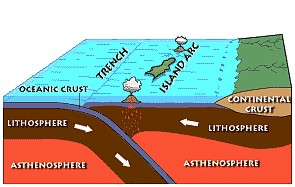 TRENCH
ISLAND ARC
OCEANIC CRUST
CONTINENTAL
CRUST
LITHOSPHERE
LITHOSPHERE
ASTHENOSPHERE
ASTHENOSPHERE